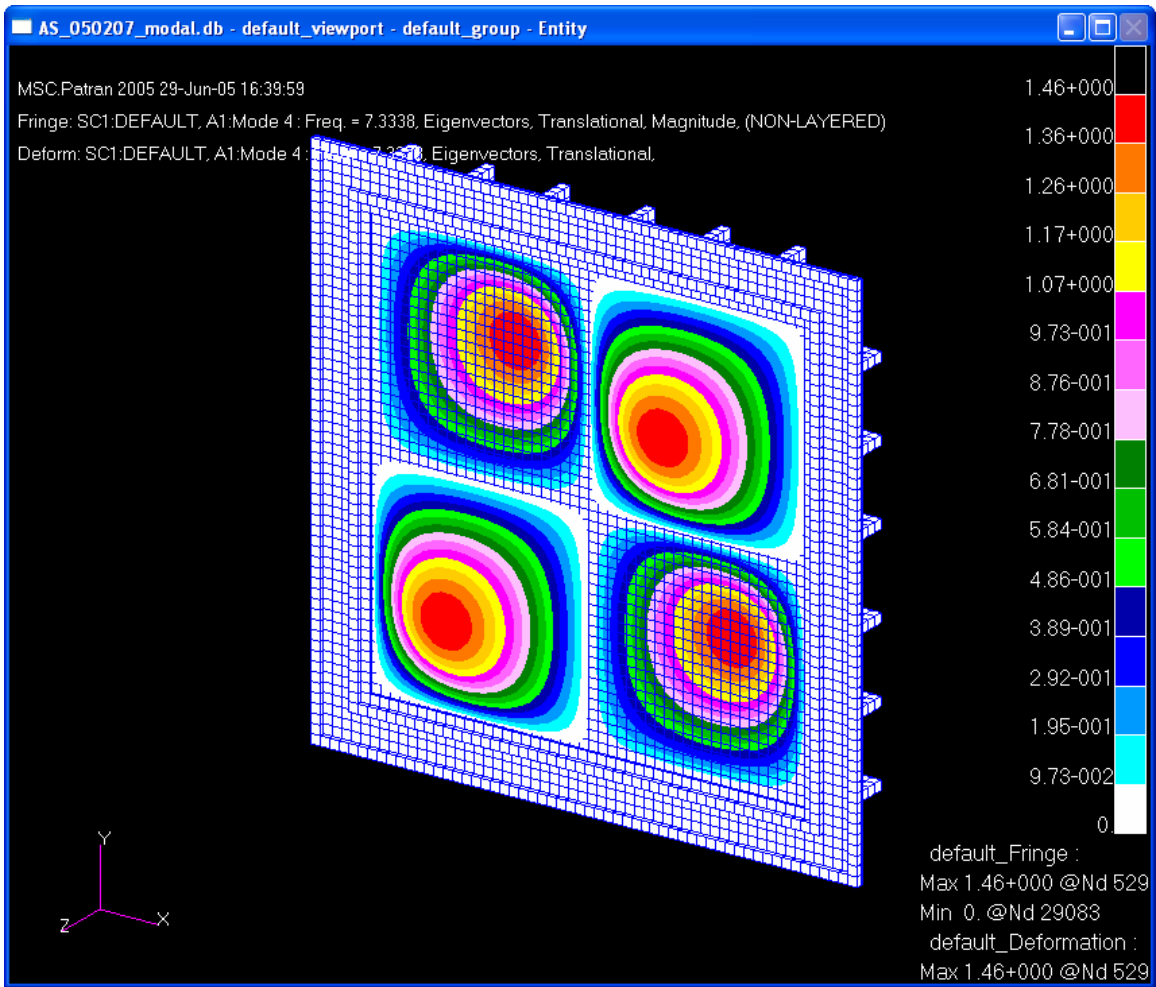 AS_050207_modal.db - default_viewport - default_group - Entity
MSC.Patran 2005 29-Jun-05 16:39:59
Fringe: SC1:DEFAULT, A1:Mode 4 : Freq. = 7.3338, Eigenvectors, Translational, Magnitude, (NON-LAYERED)
Deform: SC1:DEFAULT, A1:Mode 4 : Eigenvectors, Translational,
1.46+000
1.36+000
1.26+000
1.17+000
1.07+000
9.73-001
8.76-001
7.78-001
6.81-001
5.84-001
4.86-001
3.89-001
2.92-001
1.95-001
9.73-002
0.
default_Fringe :
Max 1.46+000 @Nd 529
Min 0. @Nd 29083
default_Deformation :
Max 1.46+000 @Nd 529
Y
Z
X